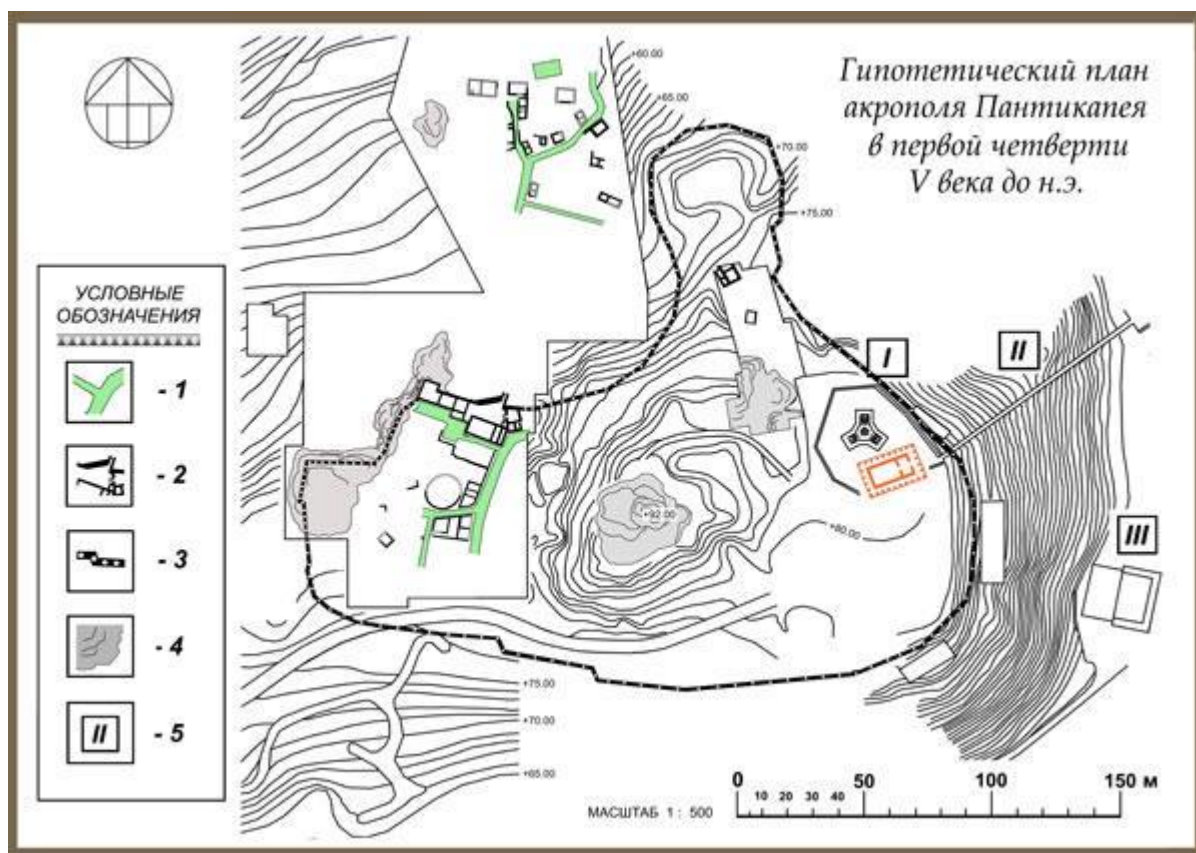 Гипотетический план
акрополя Пантикапея
в первой четверти
V века до н.э.
УСЛОВНЫЕ
ОБОЗНАЧЕНИЯ
- 1
- 2
- 3
- 4
II - 5
+60.00
+65.00
+70.00
+75.00
I
II
III
+92.00
+80.00
+75.00
+70.00
+65.00
МАСШТАБ 1 : 500
0 50 100 150 м
10 20 30 40